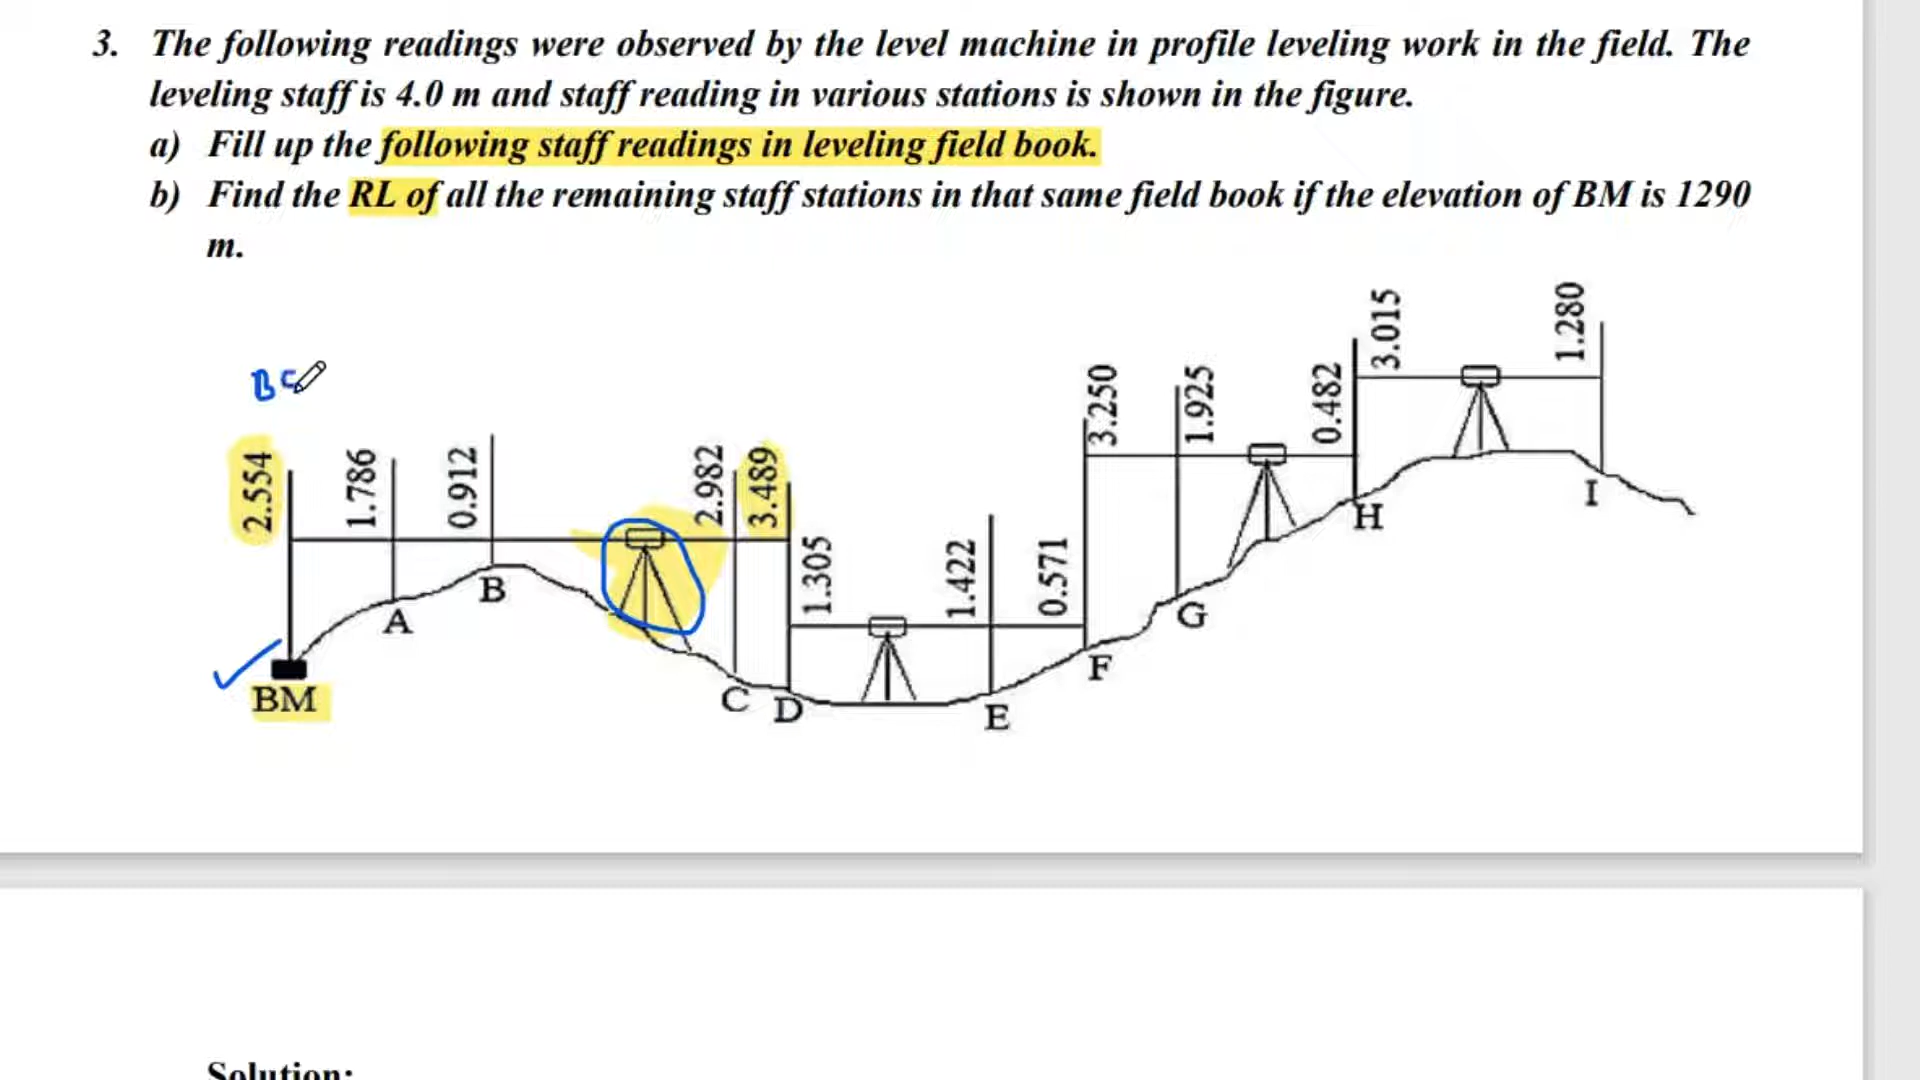 3. The following readings were observed by the level machine in profile leveling work in the field. The
leveling staff is 4.0 m and staff reading in various stations is shown in the figure.
a) Fill up the following staff readings in leveling field book.
b) Find the RL of all the remaining staff stations in that same field book if the elevation of BM is 1290
m.
BS
2.554
1.786
0.912
2.982
3.489
1.305
1.422
0.571
3.250
1.925
0.482
3.015
1.280
BM
A
B
C
D
E
F
G
H
I
Solution: